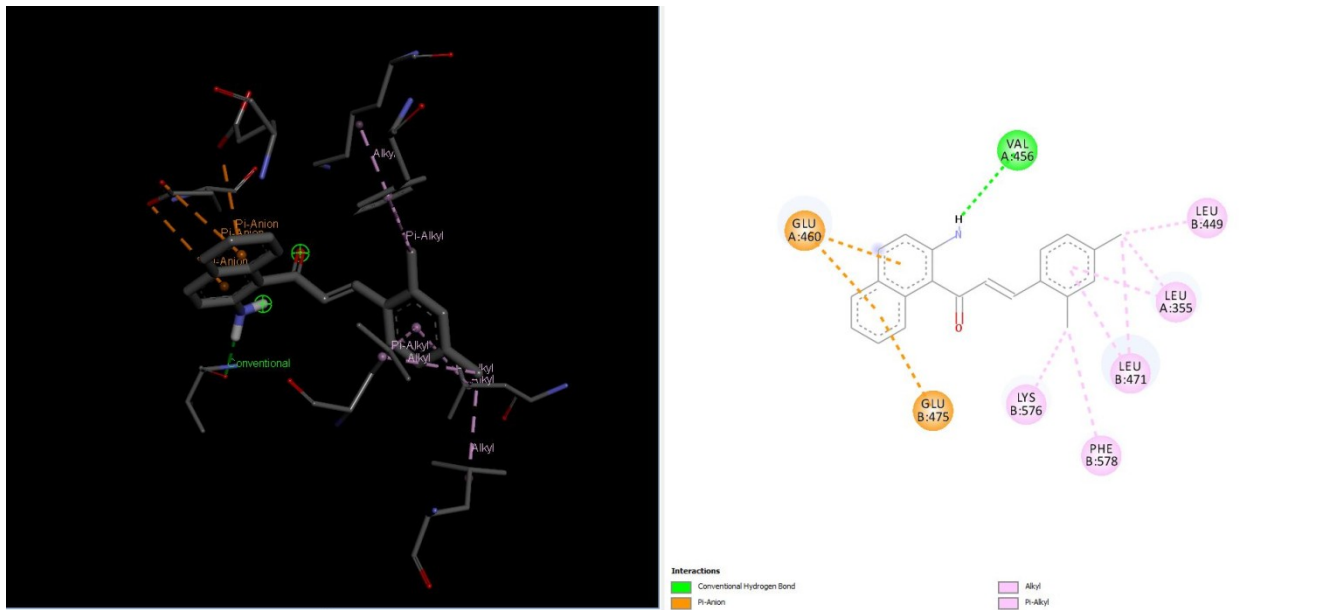 Alkyl
Pi-Alkyl
Pi-Anion
Pi-Anion
i-Anion
Pi-Alkyl
Alkyl
Alkyl
Alkyl
Conventional
Alkyl
VAL
A:456
GLU
A:460
H
N
LEU
B:449
LEU
A:355
O
LEU
B:471
LYS
B:576
GLU
B:475
PHE
B:578
Interactions
Conventional Hydrogen Bond
Alkyl
Pi-Anion
Pi-Alkyl